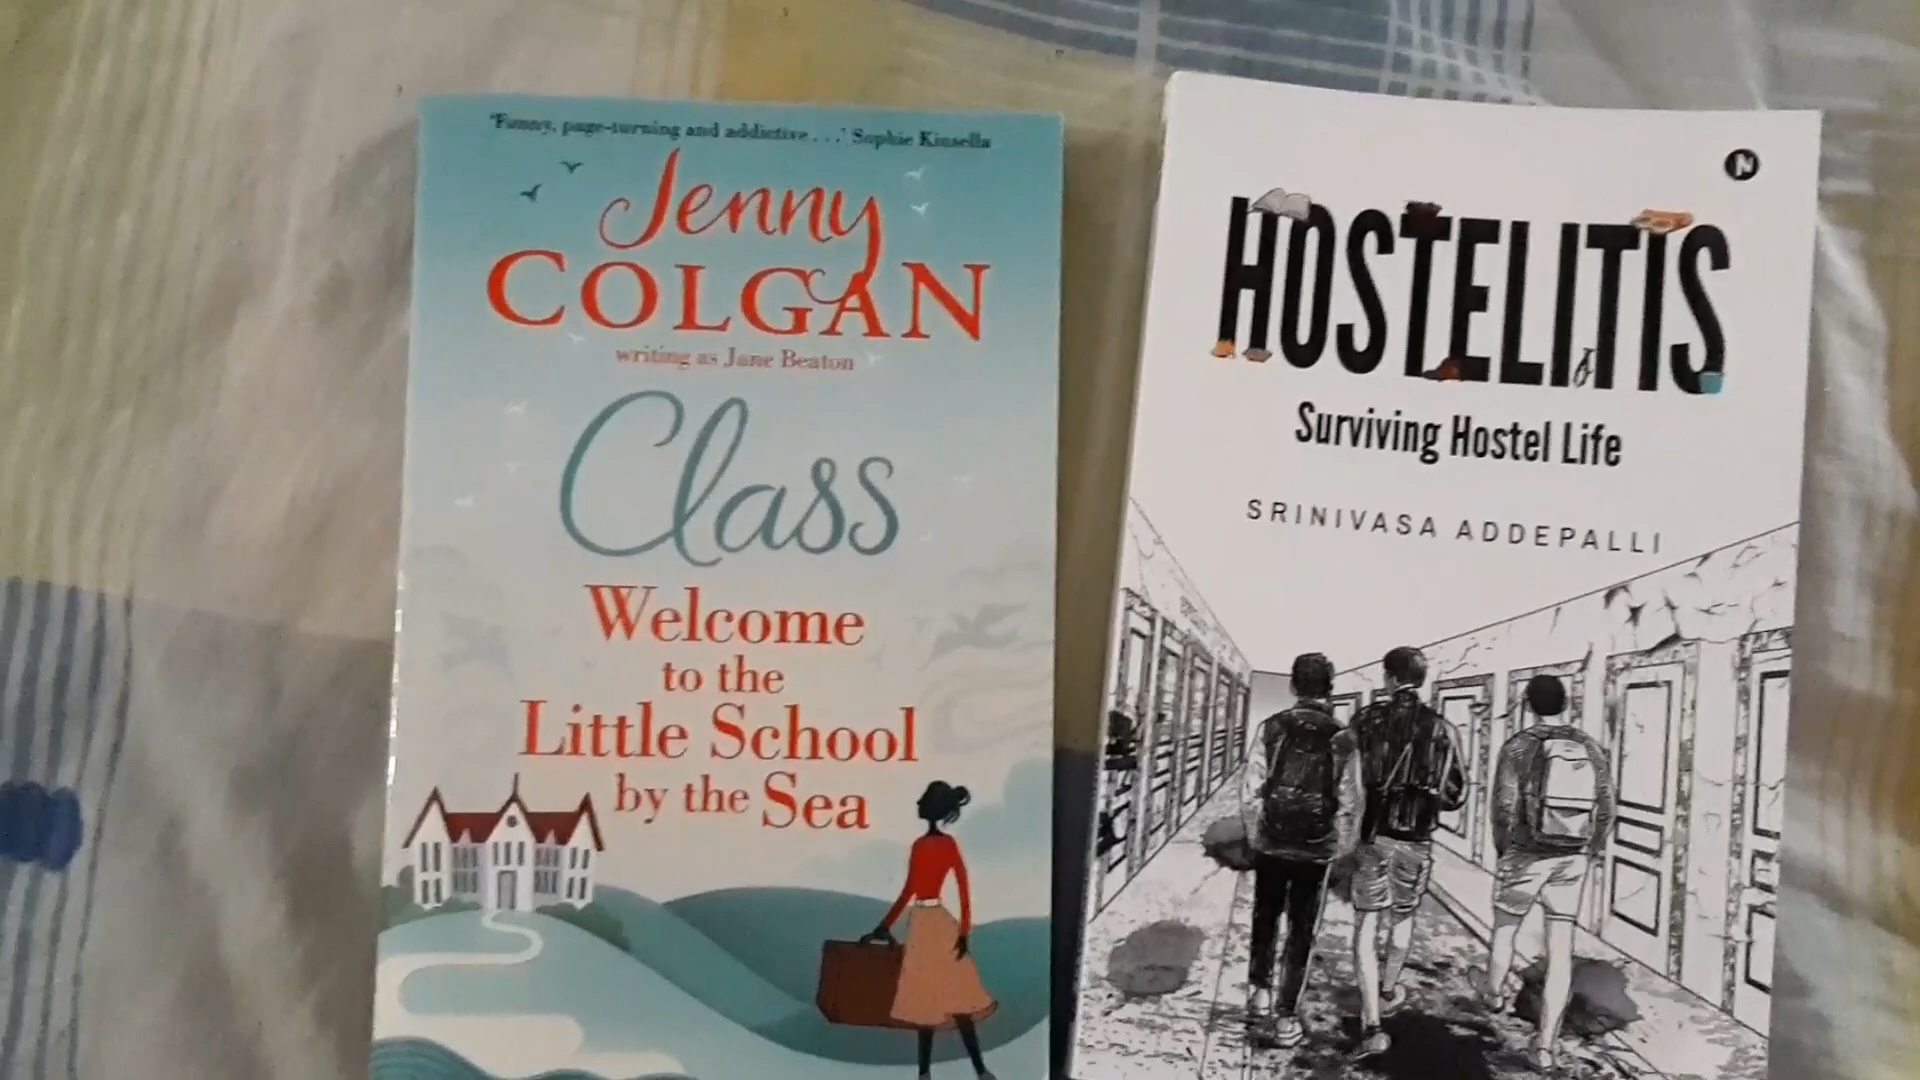 'Funny, page-turning and addictive . . .' Sophie Kinsella
Jenny
COLGAN
writing as Jane Beaton
Class
Welcome
to the
Little School
by the Sea
N
HOSTELITIS
Surviving Hostel Life
SRINIVASA ADDEPALLI